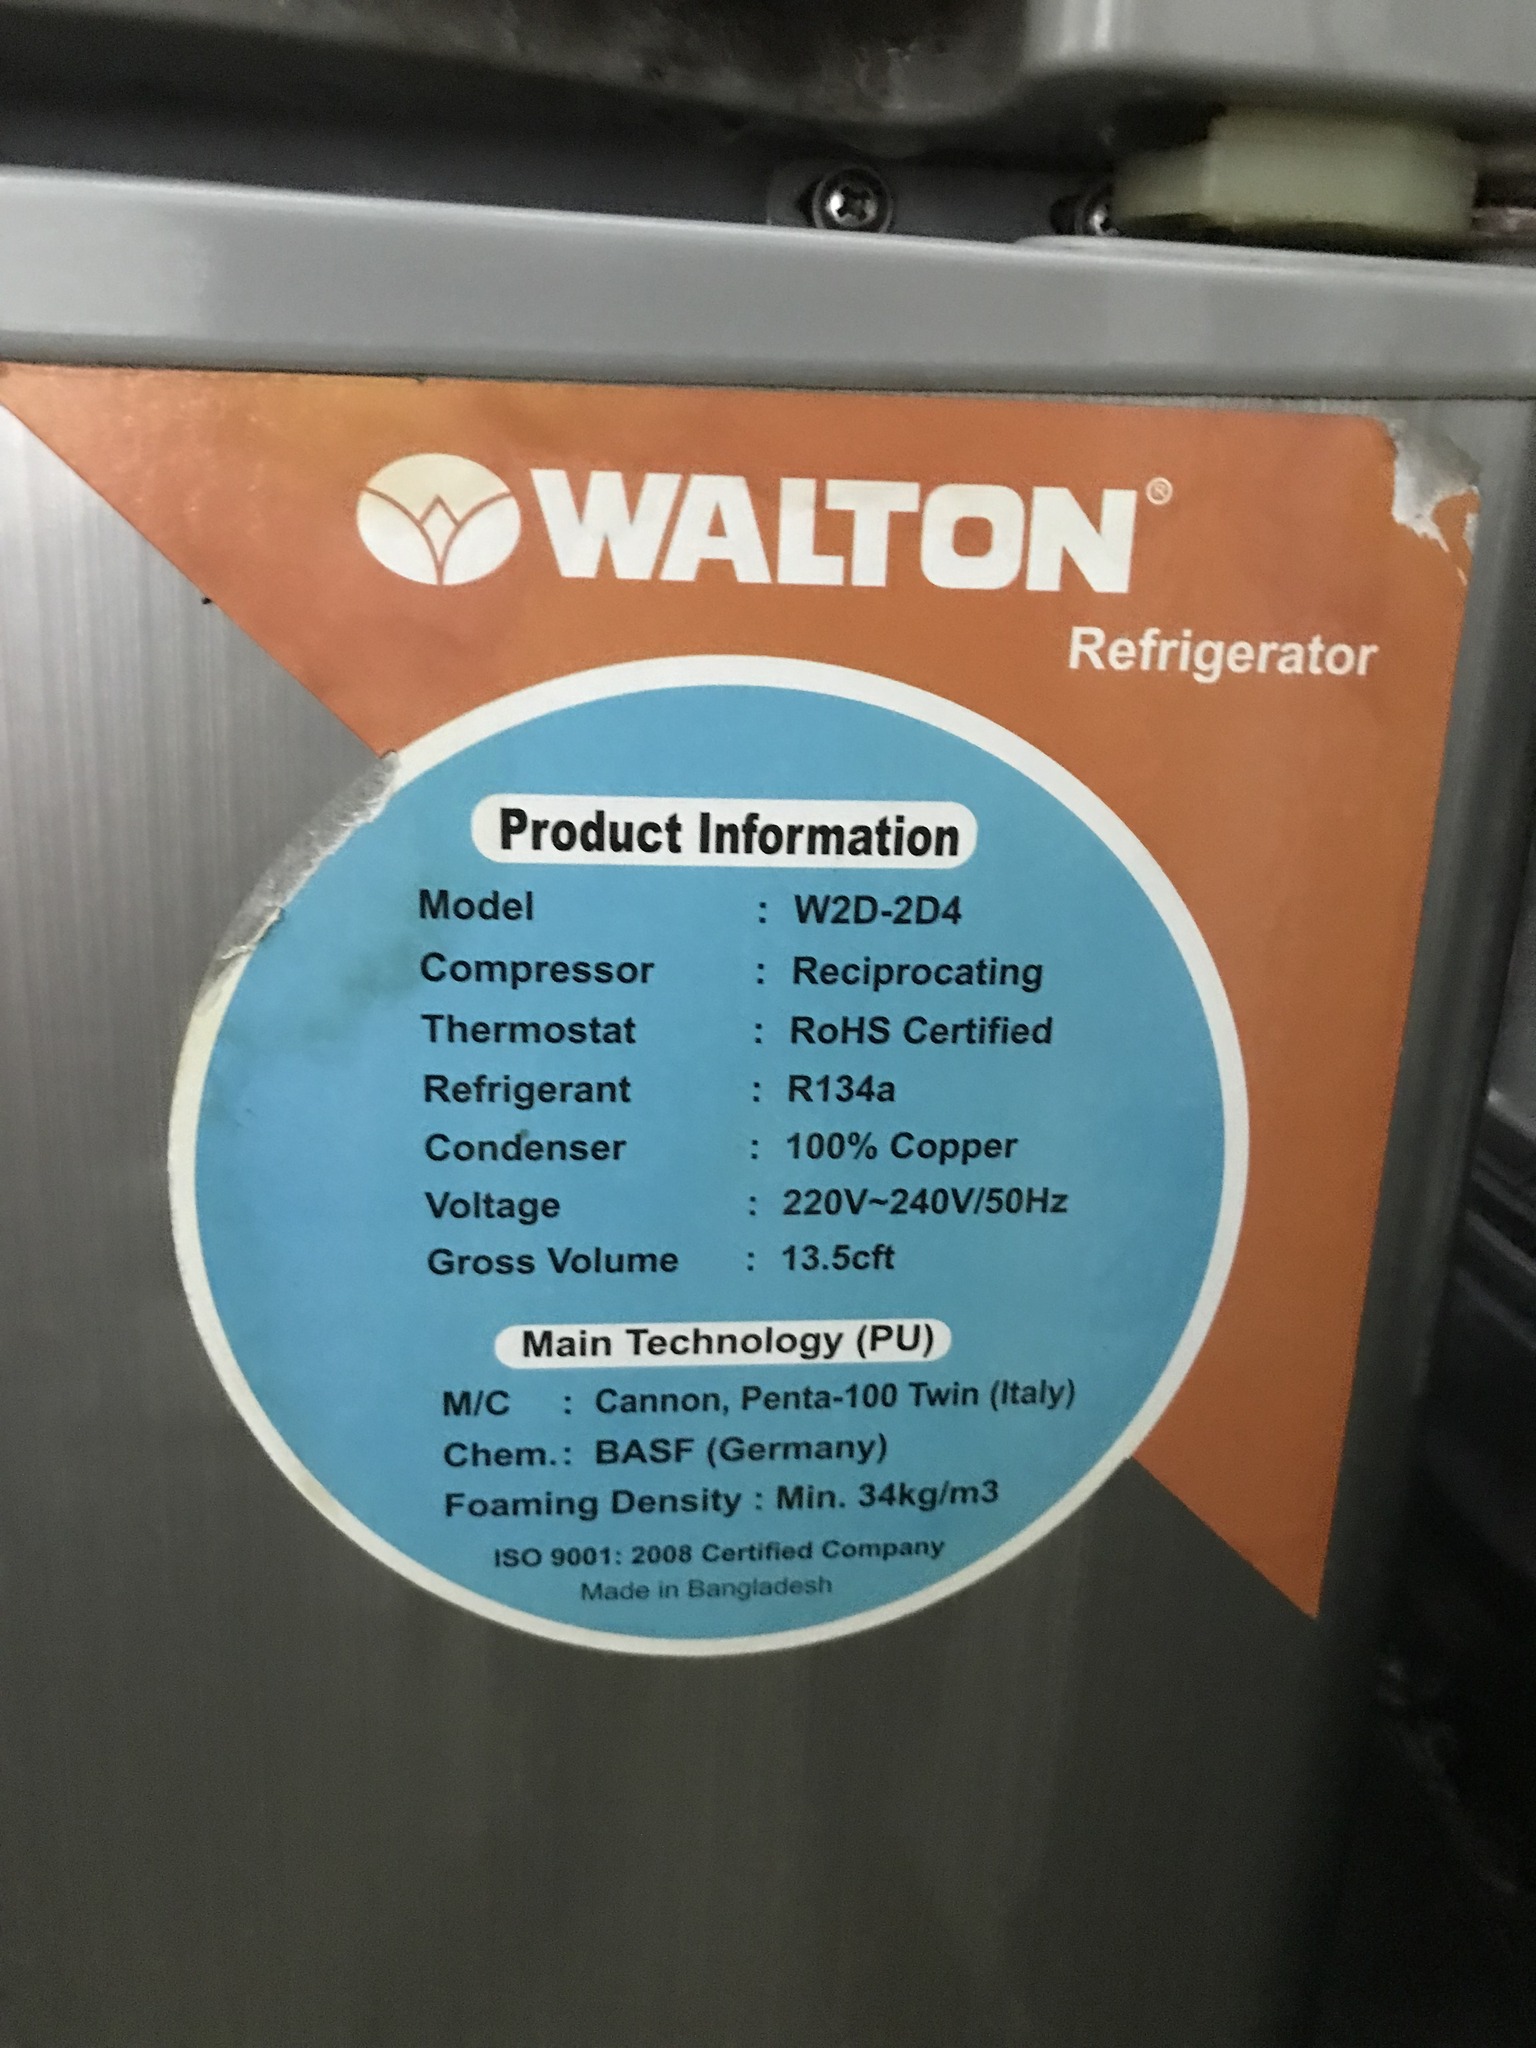 WALTON®
Refrigerator
Product Information
Model : W2D-2D4
Compressor : Reciprocating
Thermostat : RoHS Certified
Refrigerant : R134a
Condenser : 100% Copper
Voltage : 220V~240V/50Hz
Gross Volume : 13.5cft
Main Technology (PU)
M/C : Cannon, Penta-100 Twin (Italy)
Chem.: BASF (Germany)
Foaming Density : Min. 34kg/m3
ISO 9001: 2008 Certified Company
Made in Bangladesh